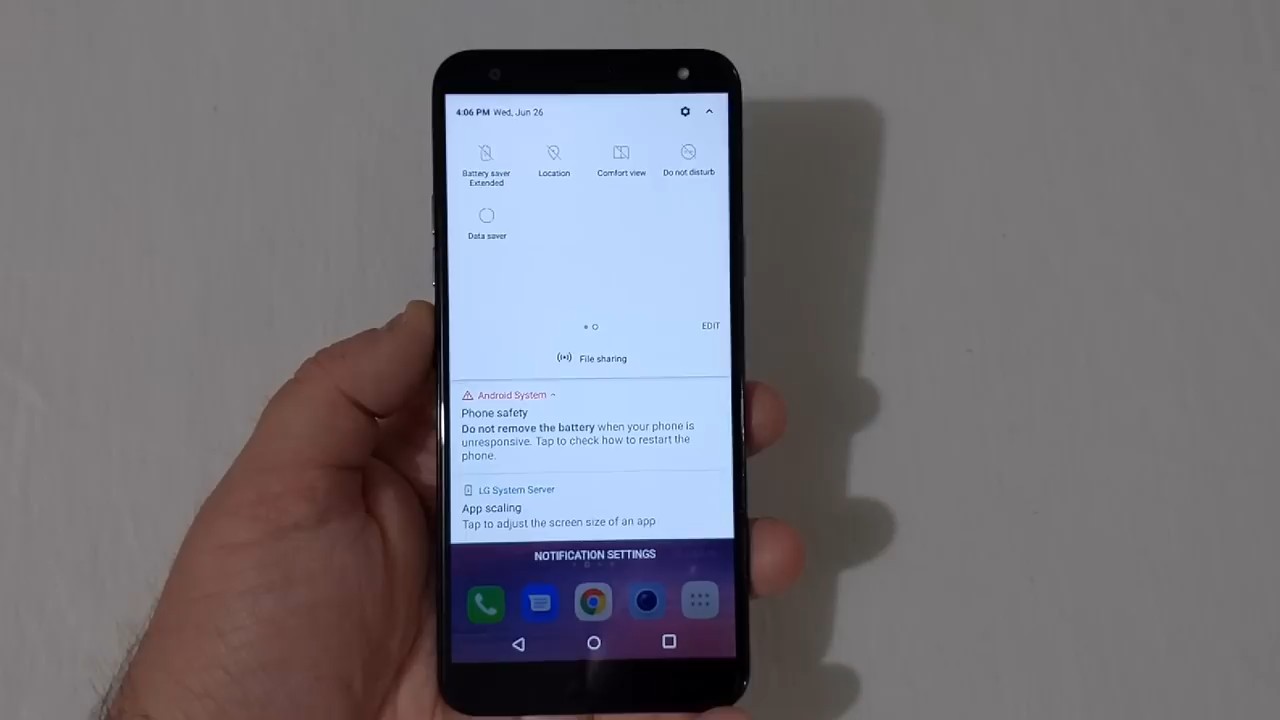 4:06 PM Wed, Jun 26
Battery saver
Extended
Location
Comfort view
Do not disturb
Data saver
EDIT
File sharing
Android System
Phone safety
Do not remove the battery when your phone is
unresponsive. Tap to check how to restart the
phone.
LG System Server
App scaling
Tap to adjust the screen size of an app
NOTIFICATION SETTINGS